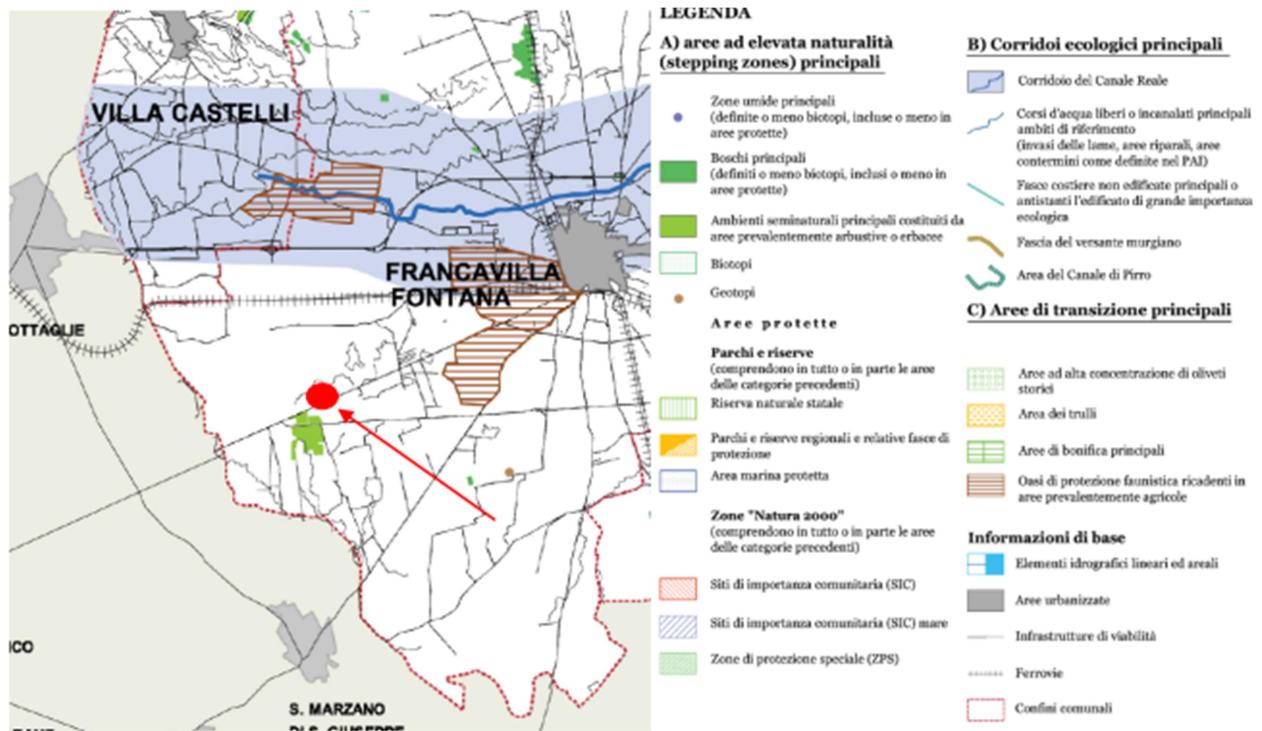 VILLA CASTELLI
FRANCAVILLA
FONTANA
OTTAGLIE
ICO
S. MARZANO
DI S. GIUSEPPE
LEGENDA
A) aree ad elevata naturalità
(stepping zones) principali
Zone umide principali
(definite o meno biotopi, incluse o meno in
aree protette)
Boschi principali
(definiti o meno biotopi, inclusi o meno in
aree protette)
Ambienti seminaturali principali costituiti da
aree prevalentemente arbustive o erbacee
Biotopi
Geotopi
Aree protette
Parchi e riserve
(comprendono in tutto o in parte le aree
delle categorie precedenti)
Riserva naturale statale
Parchi e riserve regionali e relative fasce di
protezione
Area marina protetta
Zone "Natura 2000"
(comprendono in tutto o in parte le aree
delle categorie precedenti)
Siti di importanza comunitaria (SIC)
Siti di importanza comunitaria (SIC) mare
Zone di protezione speciale (ZPS)
B) Corridoi ecologici principali
Corridoio del Canale Reale
Corsi d'acqua liberi o incanalati principali
ambiti di riferimento
(invasi delle lame, aree riparali, aree
contermini come definite nel PAI)
Fasce costiere non edificate principali o
antistanti l'edificato di grande importanza
ecologica
Fascia del versante murgiano
Area del Canale di Pirro
C) Aree di transizione principali
Aree ad alta concentrazione di oliveti
storici
Area dei trulli
Aree di bonifica principali
Oasi di protezione faunistica ricadenti in
aree prevalentemente agricole
Informazioni di base
Elementi idrografici lineari ed areali
Aree urbanizzate
Infrastrutture di viabilità
Ferrovie
Confini comunali